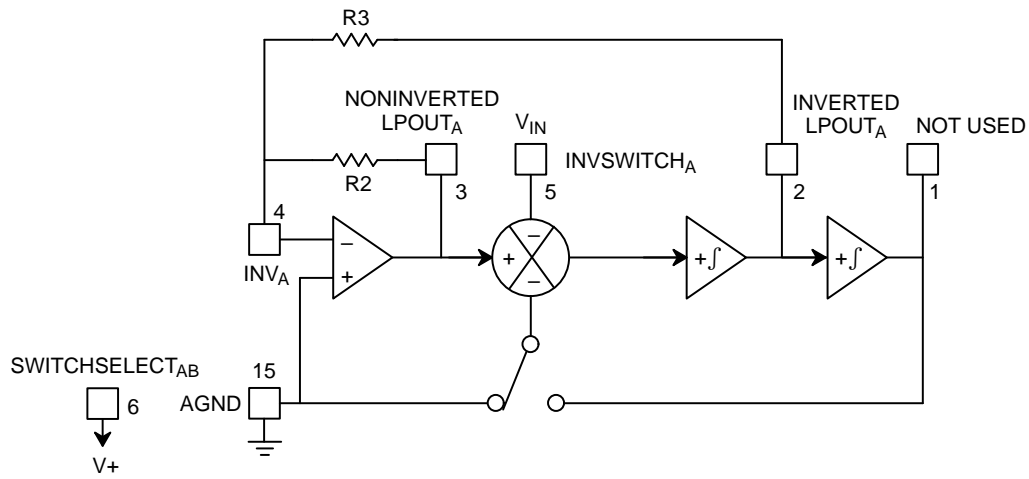 R3
NONINVERTED
LPOUTA
VIN
INVERTED
LPOUTA
NOT USED
R2
INVSWITCHA
3
5
2
1
4
−
+
INVA
+
−
−
+∫
+∫
SWITCHSELECTAB
6
V+
15
AGND